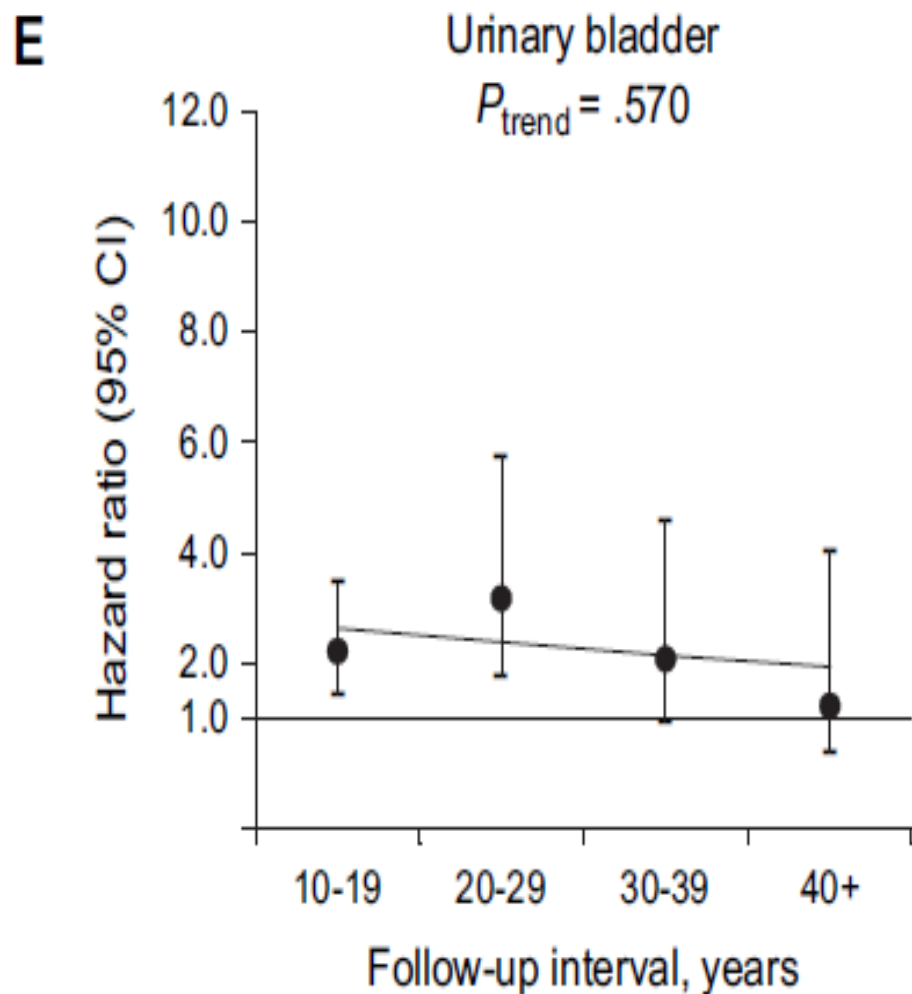 E
Urinary bladder
P trend = .570
12.0
10.0
8.0
6.0
4.0
2.0
1.0
Hazard ratio (95% CI)
10-19 20-29 30-39 40+
Follow-up interval, years